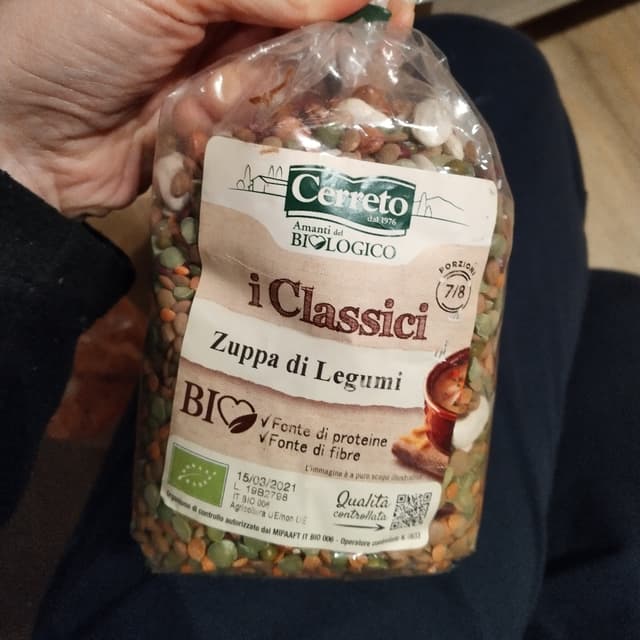 Cerreto
dal 1976
Amanti del
BIOLOGICO
PORZIONI
7/8
i Classici
Zuppa di Legumi
BIO
Fonte di proteine
Fonte di fibre
L'immagine è a puro scopo illustrativo
15/03/2021
L 19B2798
IT BIO 006
Agricoltura UE/non UE
Qualità
controllata
Organismo di controllo autorizzato dal MIPAAFT IT BIO 006 - Operatore controllato n.